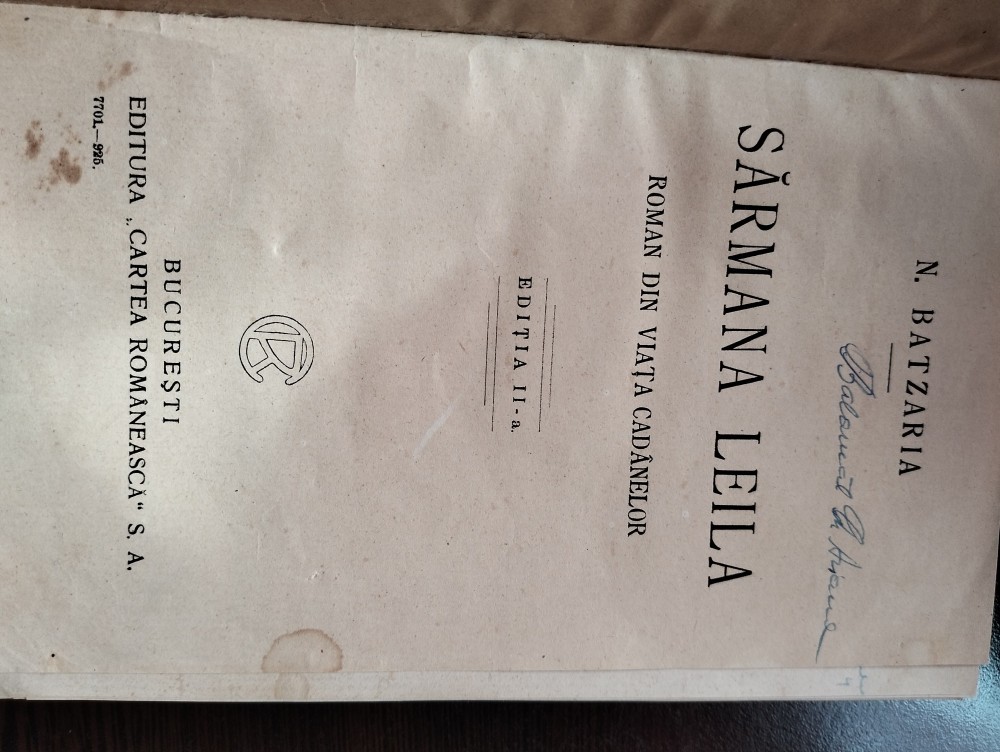 N. BATZARIA
SĂRMANA LEILA
ROMAN DIN VIAȚA CADÂNELOR
EDIȚIA II-a.
BUCUREȘTI
EDITURA „CARTEA ROMÂNEASCĂ“ S. A.
7701.—925.